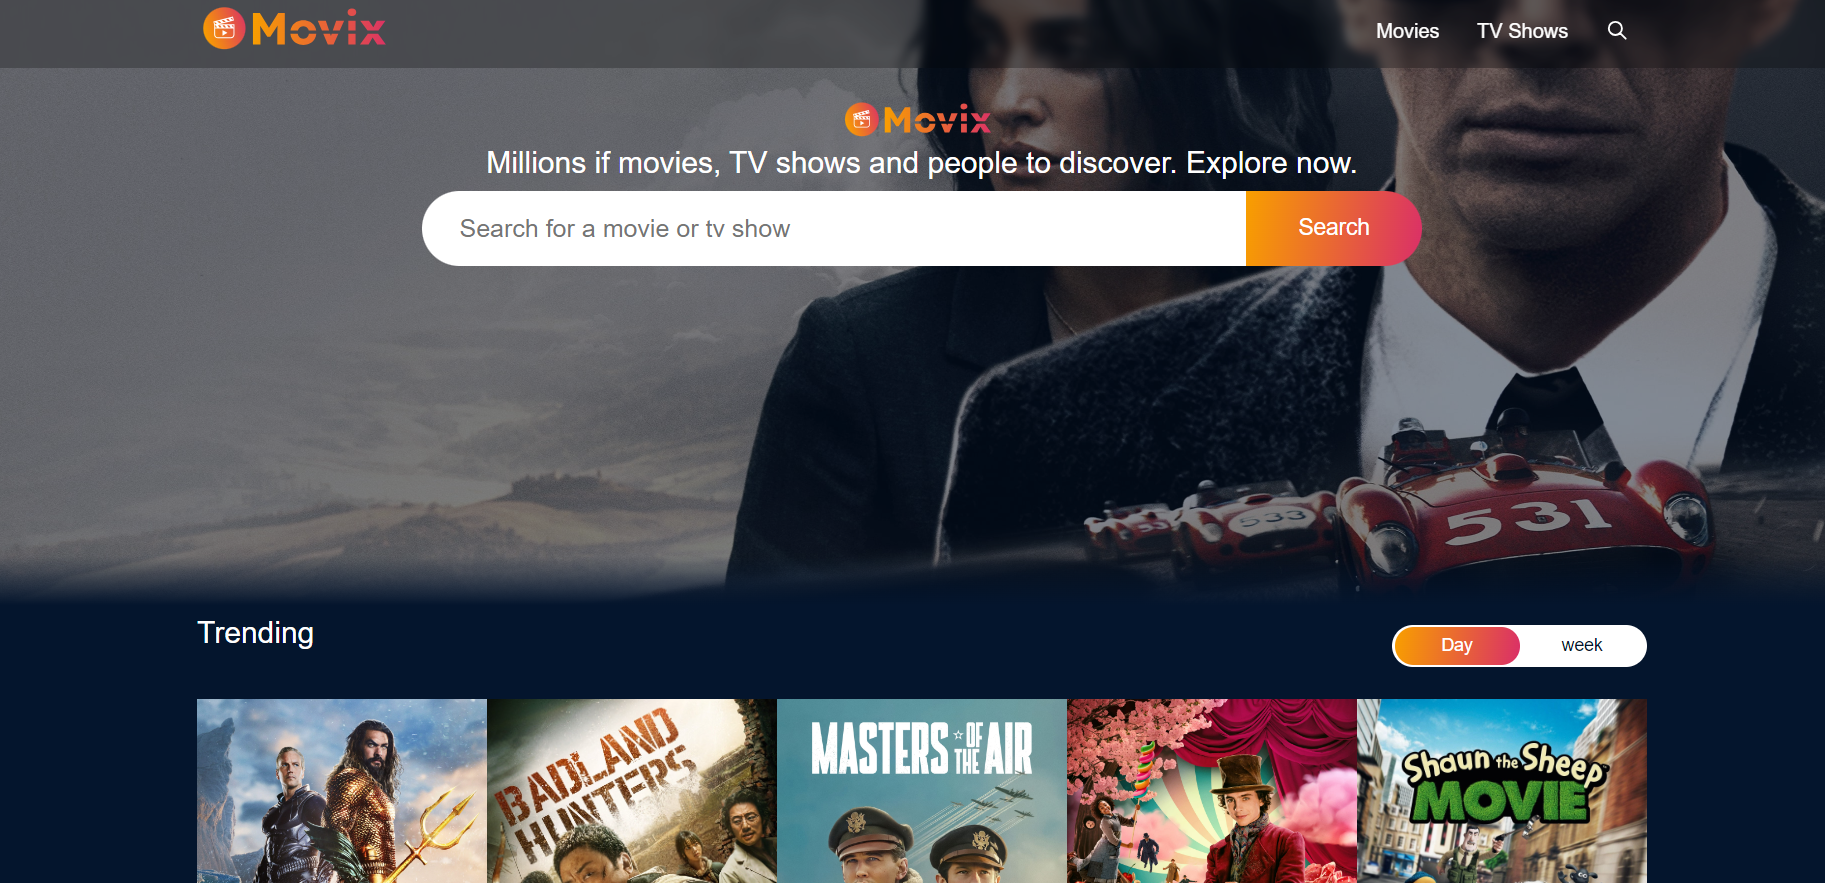 Movix
Movies TV Shows
Movix
Millions if movies, TV shows and people to discover. Explore now.
Search for a movie or tv show Search
531
533
Trending
Day week
BADLAND
HUNTERS
MASTERS OF THE AIR
Shaun the Sheep
MOVIE